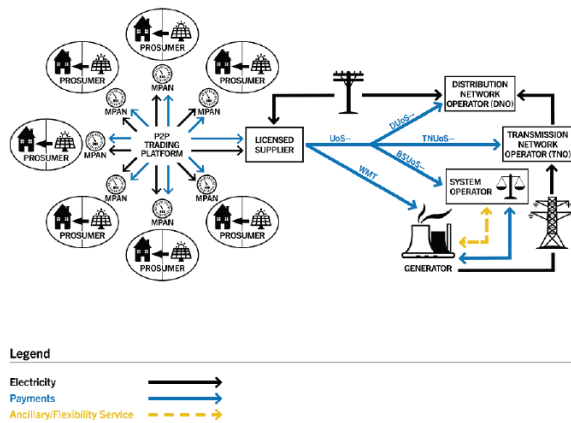 PROSUMER
PROSUMER
PROSUMER
MPAN
MPAN
MPAN
DISTRIBUTION
NETWORK
OPERATOR (DNO)
PROSUMER
MPAN
P2P
TRADING
PLATFORM
LICENSED
SUPPLIER
UoS--
DUoS--
TNUoS--
BSUoS--
WMT
TRANSMISSION
NETWORK
OPERATOR (TNO)
SYSTEM
OPERATOR
MPAN
MPAN
MPAN
PROSUMER
PROSUMER
PROSUMER
GENERATOR
Legend
Electricity
Payments
Ancillary/Flexibility Service